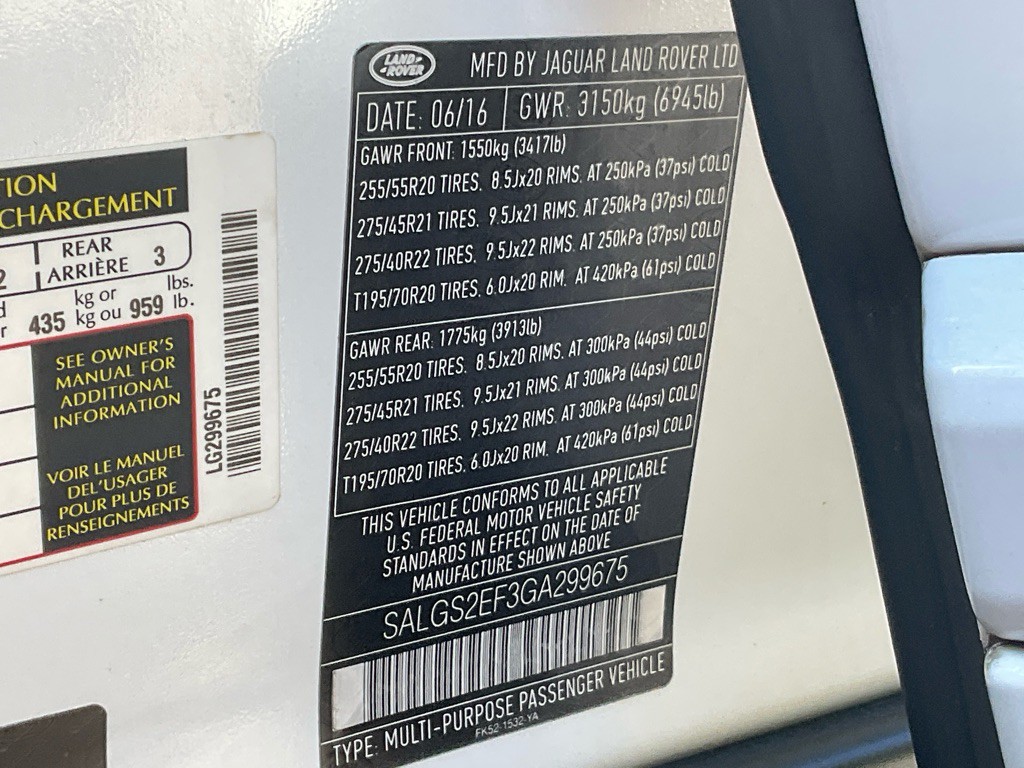 TION
CHARGEMENT
2 REAR 3
ARRIÈRE
kg or lbs.
r 435 kg ou 959 lb.
SEE OWNER'S
MANUAL FOR
ADDITIONAL
INFORMATION
VOIR LE MANUEL
DEL'USAGER
POUR PLUS DE
RENSEIGNEMENTS
LG299675
LAND
ROVER
MFD BY JAGUAR LAND ROVER LTD
DATE: 06/16 GWR: 3150kg (6945lb)
GAWR FRONT: 1550kg (3417lb)
255/55R20 TIRES. 8.5Jx20 RIMS. AT 250kPa (37psi) COLD
275/45R21 TIRES. 9.5Jx21 RIMS. AT 250kPa (37psi) COLD
275/40R22 TIRES. 9.5Jx22 RIMS. AT 250kPa (37psi) COLD
T195/70R20 TIRES. 6.0Jx20 RIM. AT 420kPa (61psi) COLD
GAWR REAR: 1775kg (3913lb)
255/55R20 TIRES. 8.5Jx20 RIMS. AT 300kPa (44psi) COLD
275/45R21 TIRES. 9.5Jx21 RIMS. AT 300kPa (44psi) COLD
275/40R22 TIRES. 9.5Jx22 RIMS. AT 300kPa (44psi) COLD
T195/70R20 TIRES. 6.0Jx20 RIM. AT 420kPa (61psi) COLD
THIS VEHICLE CONFORMS TO ALL APPLICABLE
U.S. FEDERAL MOTOR VEHICLE SAFETY
STANDARDS IN EFFECT ON THE DATE OF
MANUFACTURE SHOWN ABOVE
SALGS2EF3GA299675
TYPE: MULTI-PURPOSE PASSENGER VEHICLE
FK52-1532-YA